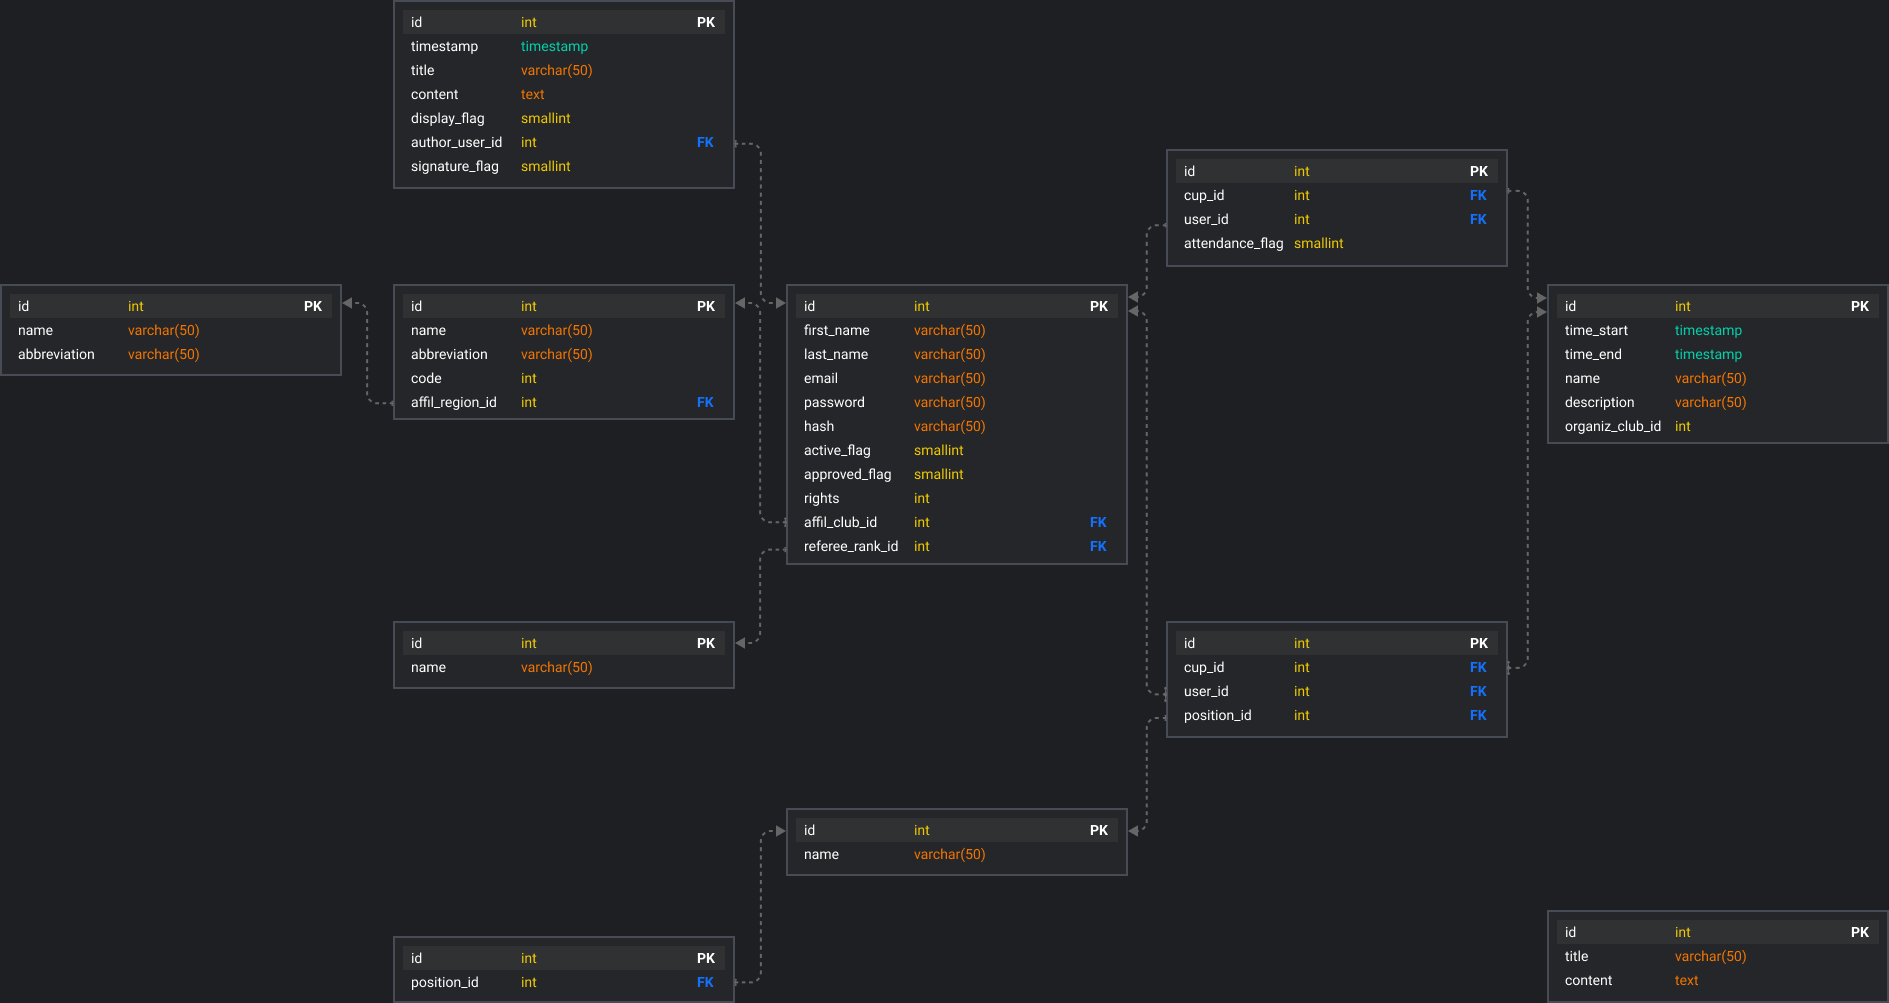 id int PK
timestamp timestamp
title varchar(50)
content text
display_flag smallint
author_user_id int FK
signature_flag smallint
id int PK
cup_id int FK
user_id int FK
attendance_flag smallint
id int PK
name varchar(50)
abbreviation varchar(50)
id int PK
name varchar(50)
abbreviation varchar(50)
code int
affil_region_id int FK
id int PK
first_name varchar(50)
last_name varchar(50)
email varchar(50)
password varchar(50)
hash varchar(50)
active_flag smallint
approved_flag smallint
rights int
affil_club_id int FK
referee_rank_id int FK
id int PK
time_start timestamp
time_end timestamp
name varchar(50)
description varchar(50)
organiz_club_id int
id int PK
name varchar(50)
id int PK
cup_id int FK
user_id int FK
position_id int FK
id int PK
name varchar(50)
id int PK
position_id int FK
id int PK
title varchar(50)
content text